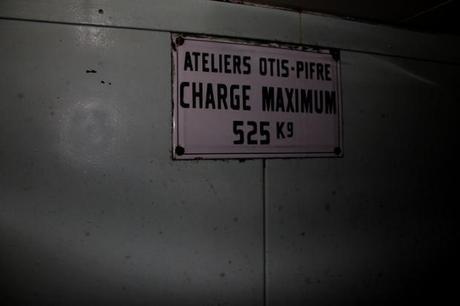 ATELIERS OTIS-PIFRE
CHARGE MAXIMUM
525 Kg